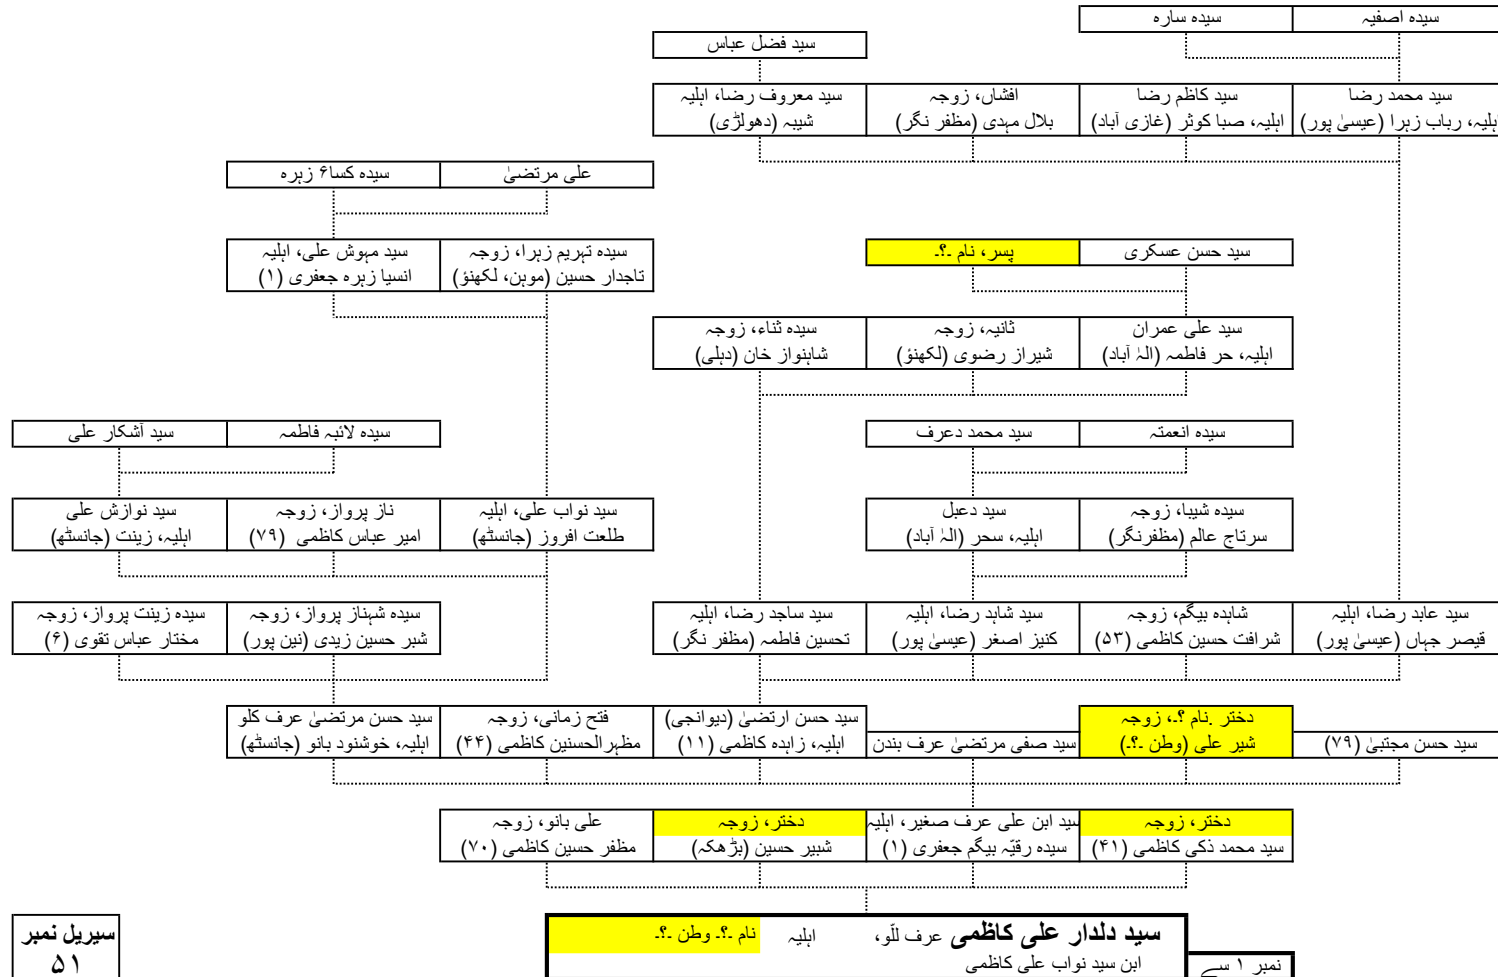 سیدہ اصفیہ
سیدہ سارہ
سید فضل عباس
سید محمد رضا
اہلیہ، رباب زہرا (عیسیٰ پور)
سید کاظم رضا
اہلیہ، صبا کوثر (غازی آباد)
افشاں، زوجہ
بلال مہدی (مظفر نگر)
سید معروف رضا، اہلیہ
شیبہ (دھولڑی)
علی مرتضیٰ
سیدہ کساء زہرہ
سید حسن عسکری
پسر، نام ـ؟ـ
سیدہ تہریم زہرا، زوجہ
تاجدار حسین (موہن، لکھنؤ)
سید مہوش علی، اہلیہ
انسیا زہرہ جعفری (۱)
سید علی عمران
اہلیہ، حر فاطمہ (الہٰ آباد)
ثانیہ، زوجہ
شیراز رضوی (لکھنؤ)
سیدہ ثناء، زوجہ
شاہنواز خان (دہلی)
سیدہ انعمتہ
سید محمد دعرف
سیدہ لائبہ فاطمہ
سید آشکار علی
سیدہ شیبا، زوجہ
سرتاج عالم (مظفرنگر)
سید دعبل
اہلیہ، سحر (الہٰ آباد)
سید نواب علی، اہلیہ
طلعت افروز (جانسٹھ)
ناز پرواز، زوجہ
امیر عباس کاظمی (۷۹)
سید نوازش علی
اہلیہ، زینت (جانسٹھ)
سید عابد رضا، اہلیہ
قیصر جہاں (عیسیٰ پور)
شاہدہ بیگم، زوجہ
شرافت حسین کاظمی (۵۳)
سید شاہد رضا، اہلیہ
کنیز اصغر (عیسیٰ پور)
سید ساجد رضا، اہلیہ
تحسین فاطمہ (مظفر نگر)
سیدہ شہناز پرواز، زوجہ
شبر حسین زیدی (نین پور)
سیدہ زینت پرواز، زوجہ
مختار عباس تقوی (۶)
سید حسن مجتبیٰ (۷۹)
دختر .نام ؟ـ، زوجہ
شیر علی (وطن ـ؟ـ)
سید صفی مرتضیٰ عرف بندن
سید حسن ارتضیٰ (دیوانجی)
اہلیہ، زاہدہ کاظمی (۱۱)
فتح زمانی، زوجہ
مظہرالحسنین کاظمی (۴۴)
سید حسن مرتضیٰ عرف کلو
اہلیہ، خوشنود بانو (جانسٹھ)
دختر، زوجہ
سید محمد ذکی کاظمی (۴۱)
سید ابن علی عرف صغیر، اہلیہ
سیدہ رقیّہ بیگم جعفری (۱)
دختر، زوجہ
شبیر حسین (بڑھکہ)
علی بانو، زوجہ
مظفر حسین کاظمی (۷۰)
سید دلدار علی کاظمی عرف للّو، اہلیہ نام ـ؟ـ وطن ـ؟ـ
ابن سید نواب علی کاظمی
نمبر ۱ سے
سیریل نمبر
۵۱